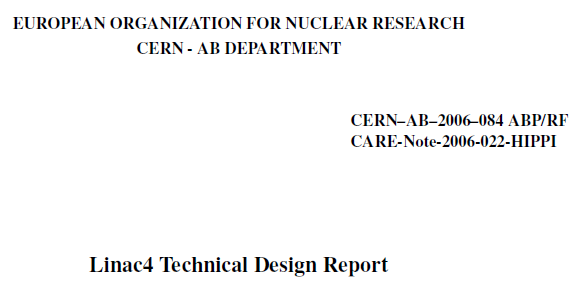 EUROPEAN ORGANIZATION FOR NUCLEAR RESEARCH
CERN - AB DEPARTMENT
CERN–AB–2006–084 ABP/RF
CARE-Note-2006-022-HIPPI
Linac4 Technical Design Report